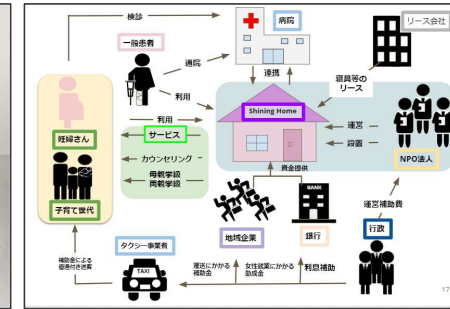 検診
病院
リース会社
一般患者
通院
連携
寝具等の
リース
利用
Shining Home
利用
サービス
運営
妊婦さん
カウンセリング
設置
NPO法人
母親学級
両親学級
資金提供
子育て世代
BANK
運営補助費
タクシー事業者
地域企業
銀行
行政
補助金による
優遇付き送客
TAXI
運送にかかる
補助金
女性就業にかかる
助成金
利息補助
17